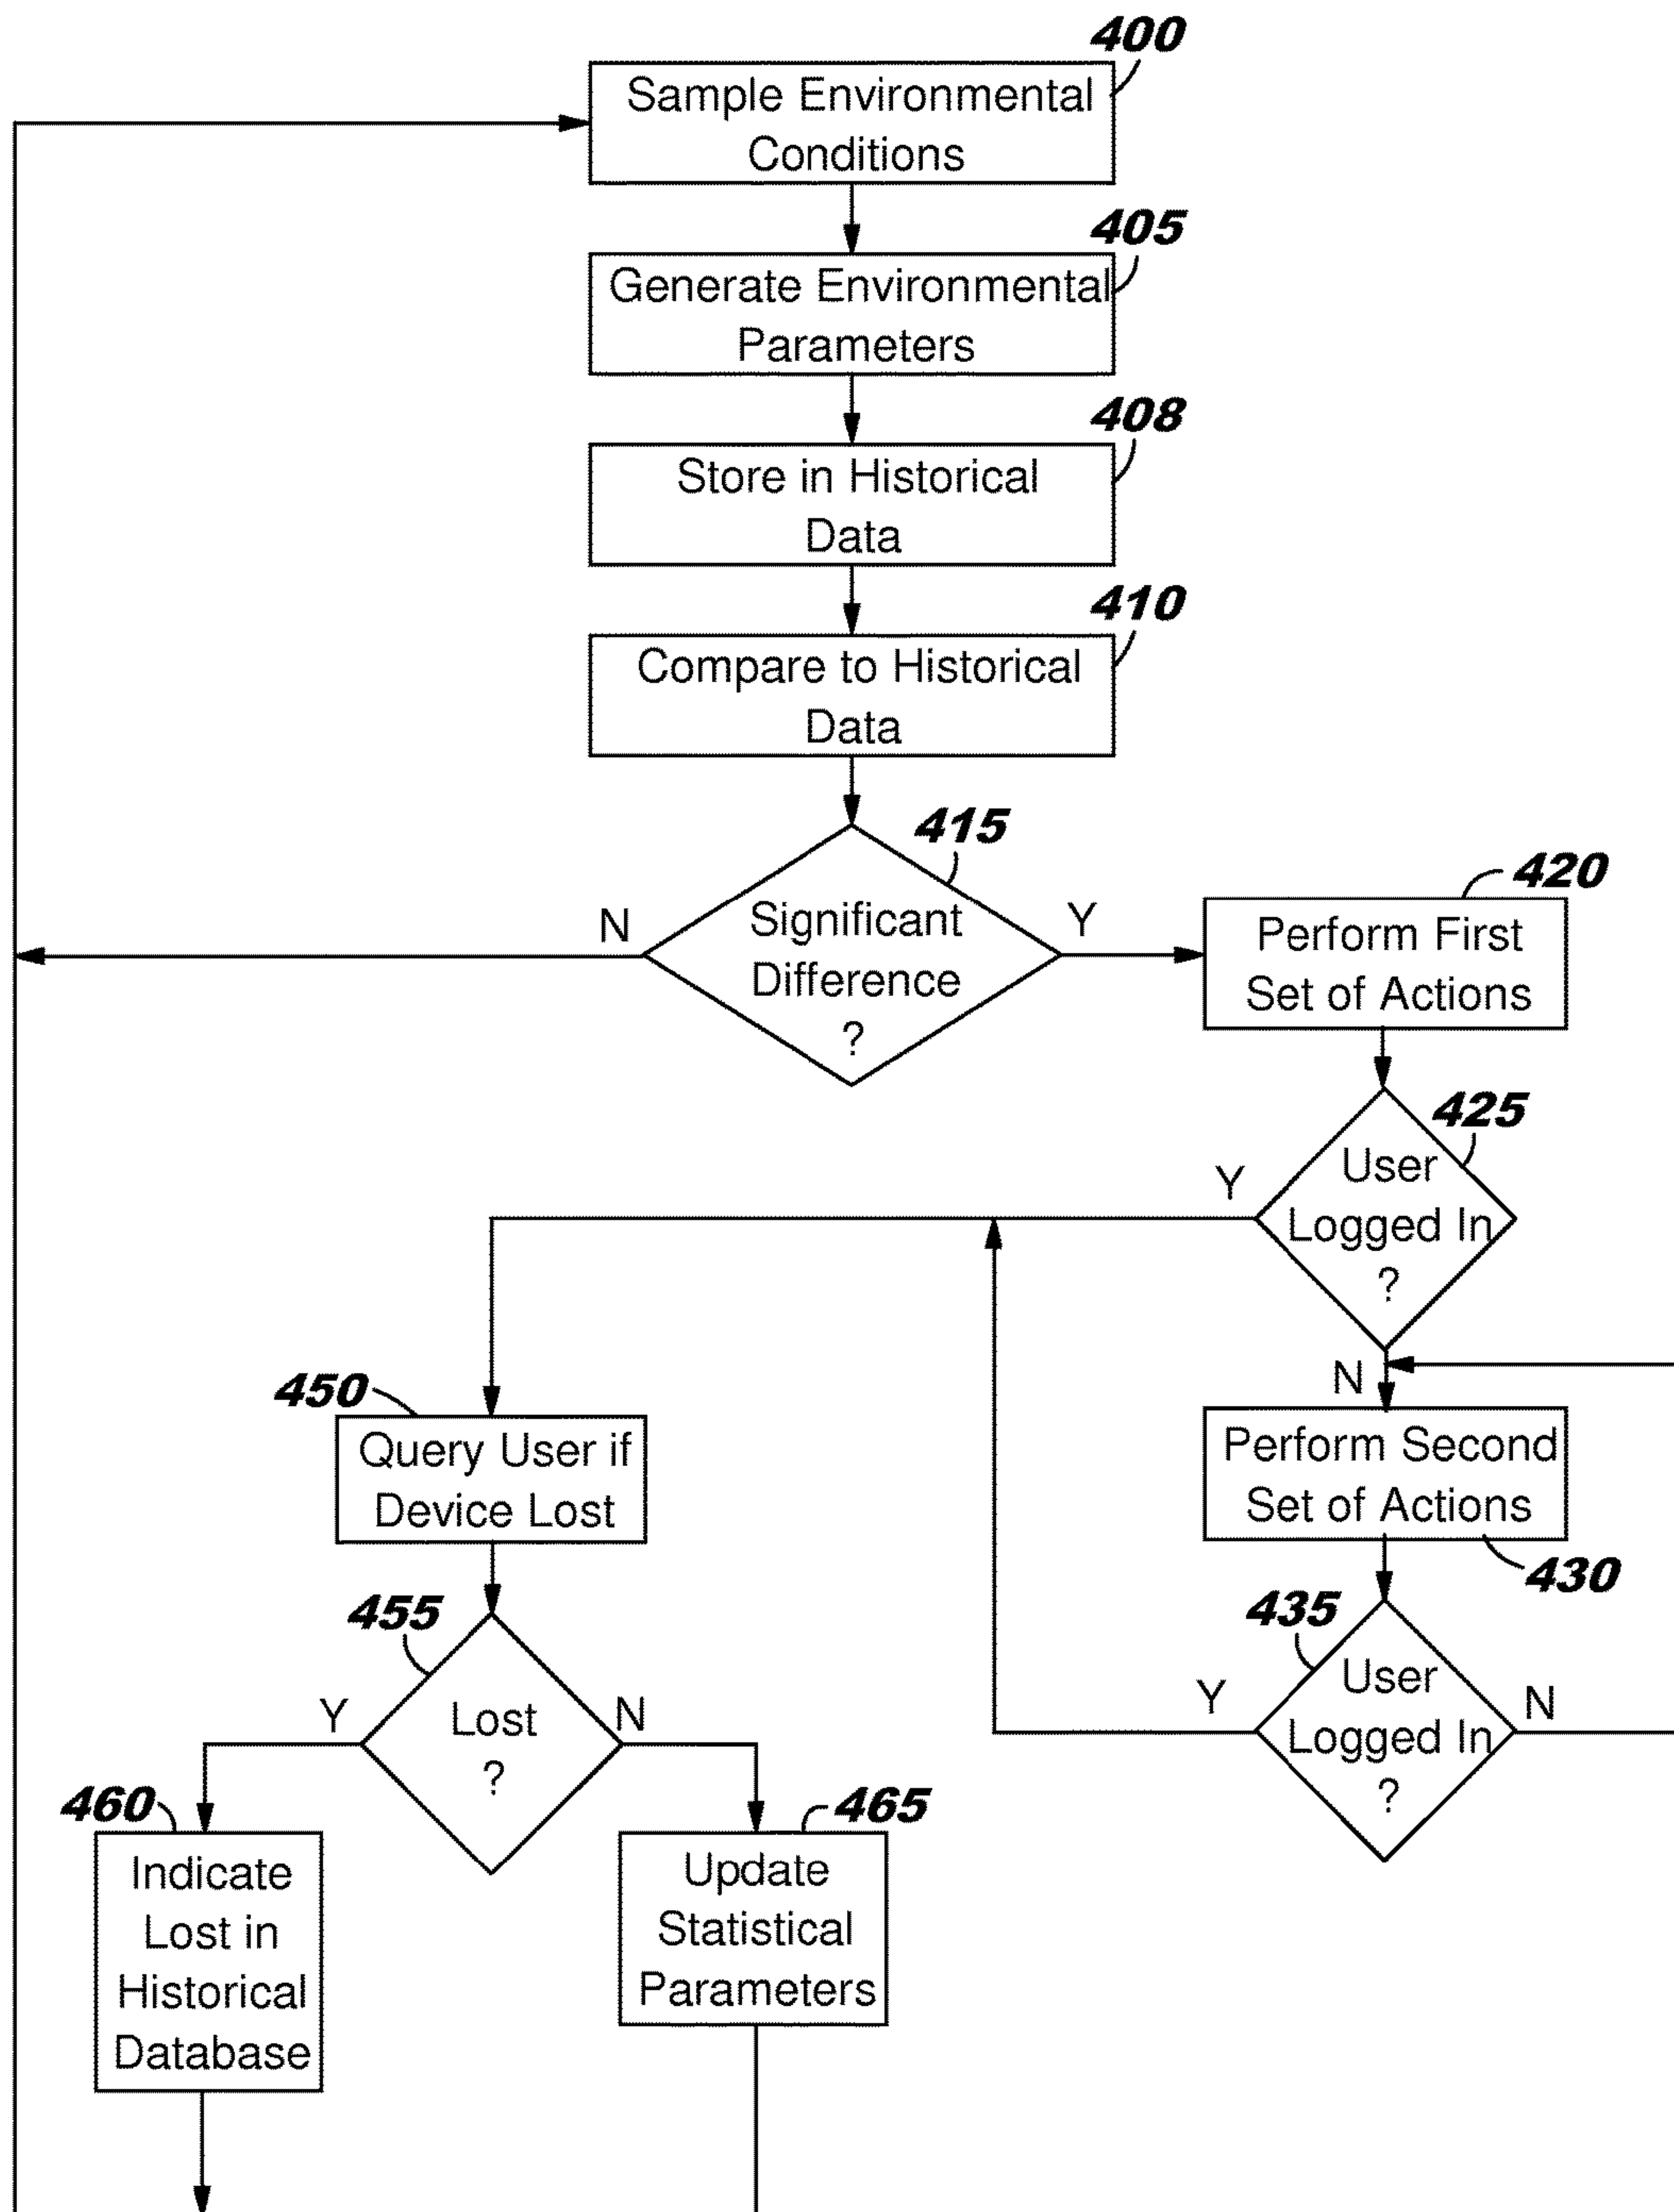 400
Sample Environmental
Conditions
405
Generate Environmental
Parameters
408
Store in Historical
Data
410
Compare to Historical
Data
415
Significant
Difference
?
N
Y
420
Perform First
Set of Actions
425
User
Logged In
?
Y
N
450
Query User if
Device Lost
Perform Second
Set of Actions
430
455
Lost
?
Y
N
435
User
Logged In
?
Y
N
460
Indicate
Lost in
Historical
Database
465
Update
Statistical
Parameters